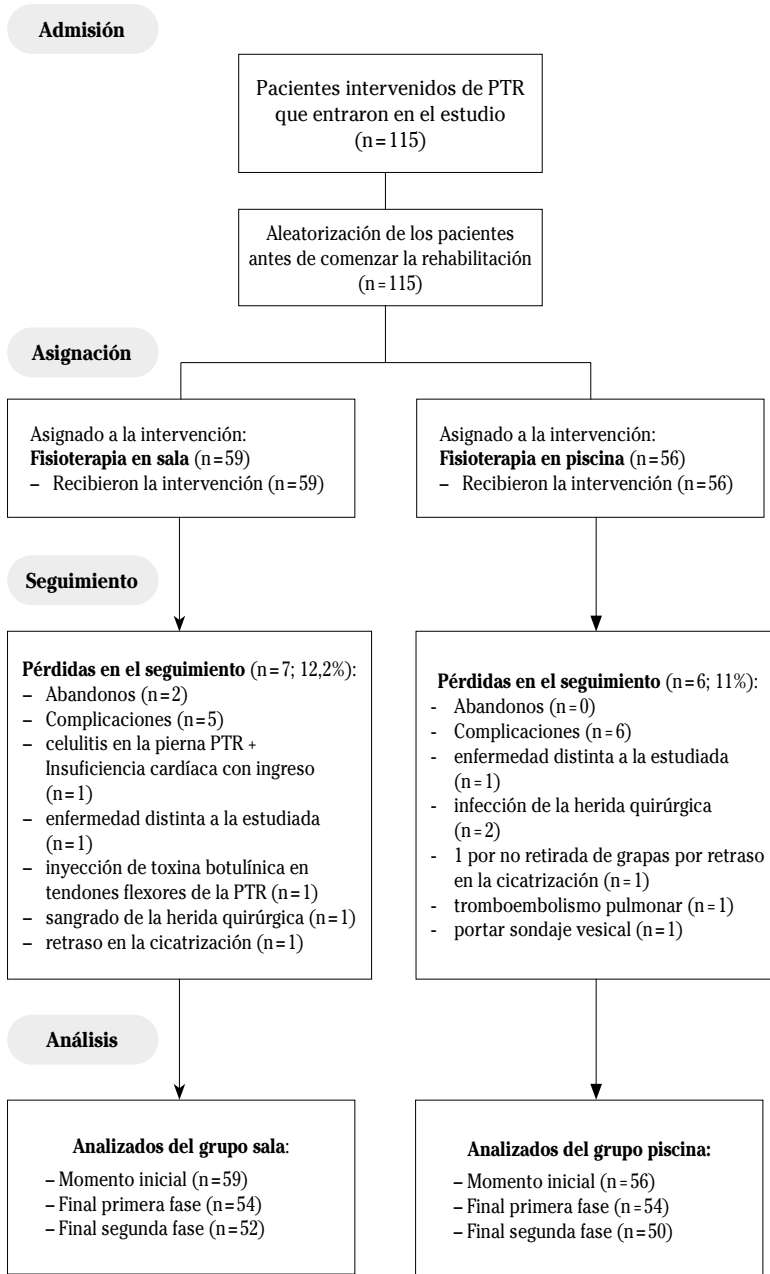 Admisión
Pacientes intervenidos de PTR
que entraron en el estudio
(n=115)
Aleatorización de los pacientes
antes de comenzar la rehabilitación
(n=115)
Asignación
Asignado a la intervención:
Fisioterapia en sala (n=59)
– Recibieron la intervención (n=59)
Asignado a la intervención:
Fisioterapia en piscina (n=56)
– Recibieron la intervención (n=56)
Seguimiento
Pérdidas en el seguimiento (n=7; 12,2%):
– Abandonos (n=2)
– Complicaciones (n=5)
– celulitis en la pierna PTR +
Insuficiencia cardíaca con ingreso
(n=1)
– enfermedad distinta a la estudiada
(n=1)
– inyección de toxina botulínica en
tendones flexores de la PTR (n=1)
– sangrado de la herida quirúrgica (n=1)
– retraso en la cicatrización (n=1)
Pérdidas en el seguimiento (n=6; 11%):
- Abandonos (n=0)
- Complicaciones (n=6)
- enfermedad distinta a la estudiada
(n=1)
- infección de la herida quirúrgica
(n=2)
- 1 por no retirada de grapas por retraso
en la cicatrización (n=1)
- tromboembolismo pulmonar (n=1)
- portar sondaje vesical (n=1)
Análisis
Analizados del grupo sala:
– Momento inicial (n=59)
– Final primera fase (n=54)
– Final segunda fase (n=52)
Analizados del grupo piscina:
– Momento inicial (n=56)
– Final primera fase (n=54)
– Final segunda fase (n=50)